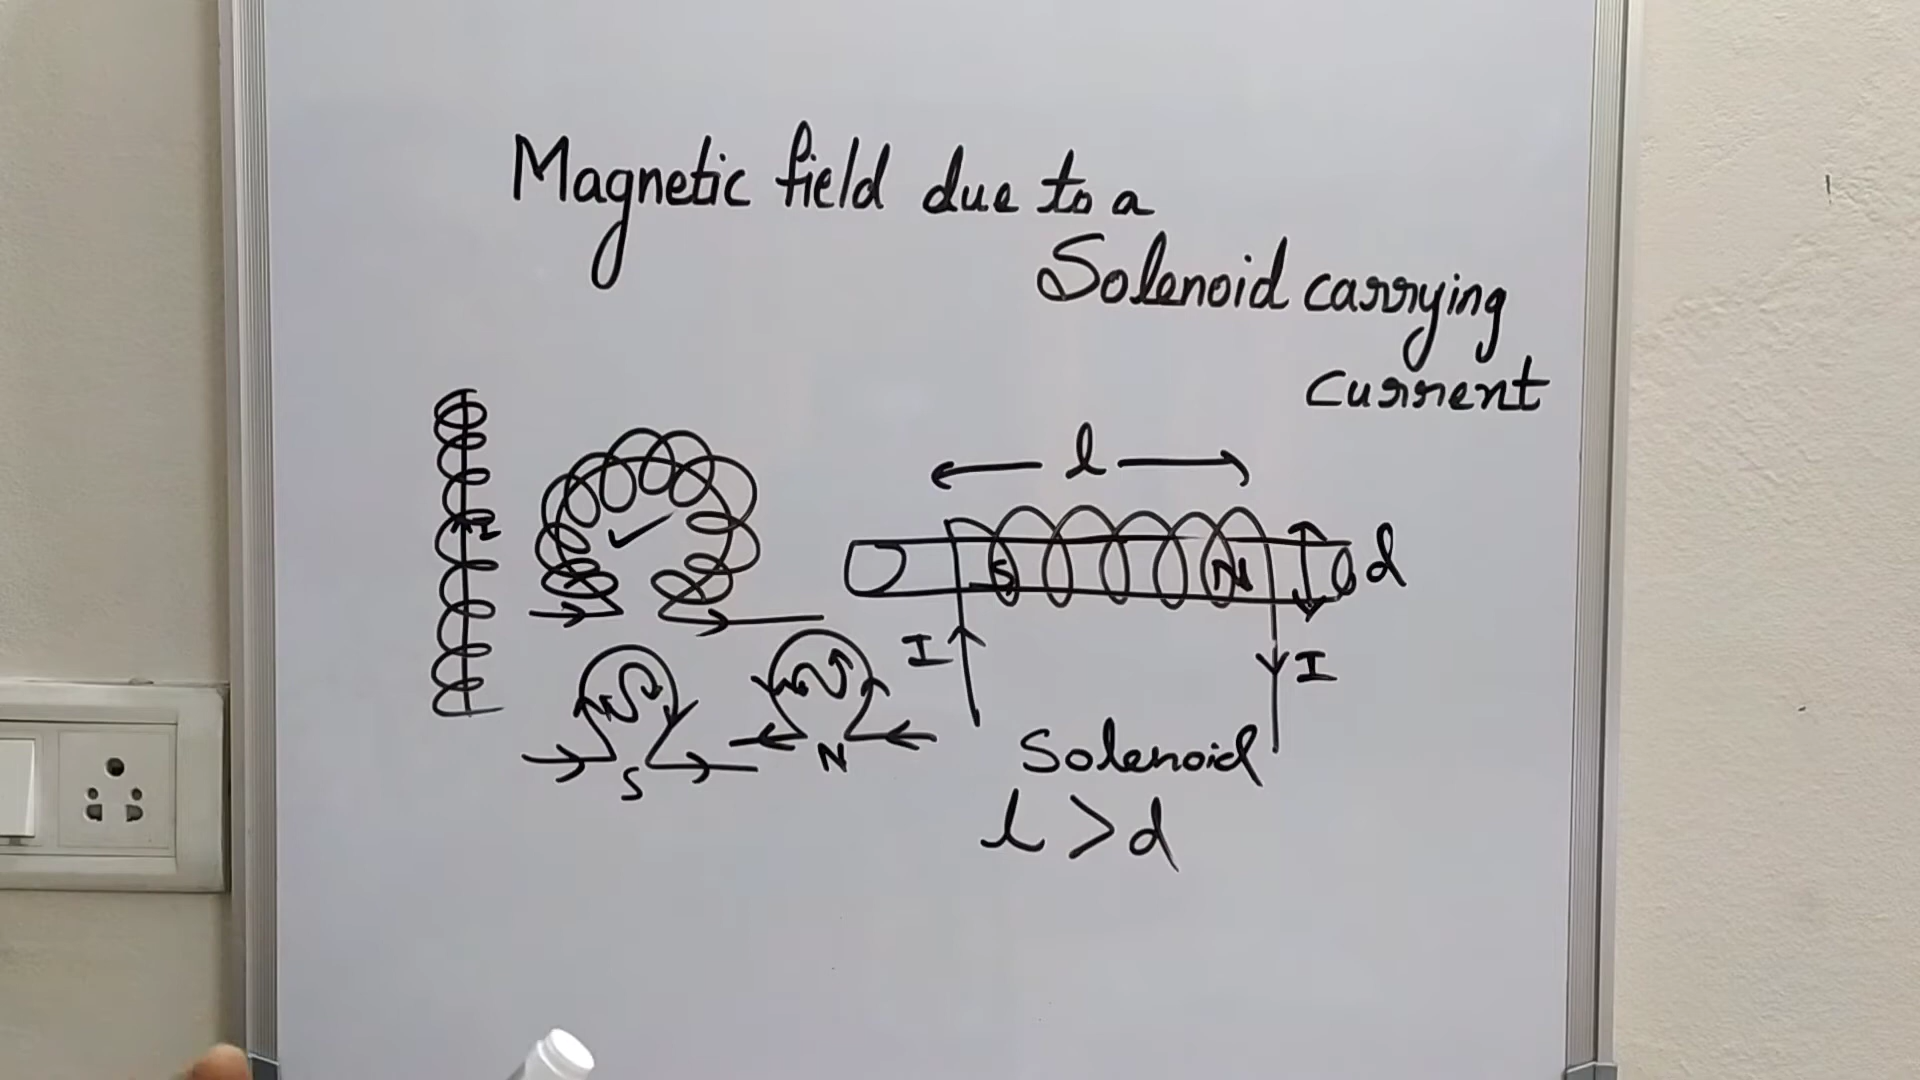 Magnetic field due to a
Solenoid carrying
current
l
I
S
N
d
I
I
S
N
Solenoid
l > d